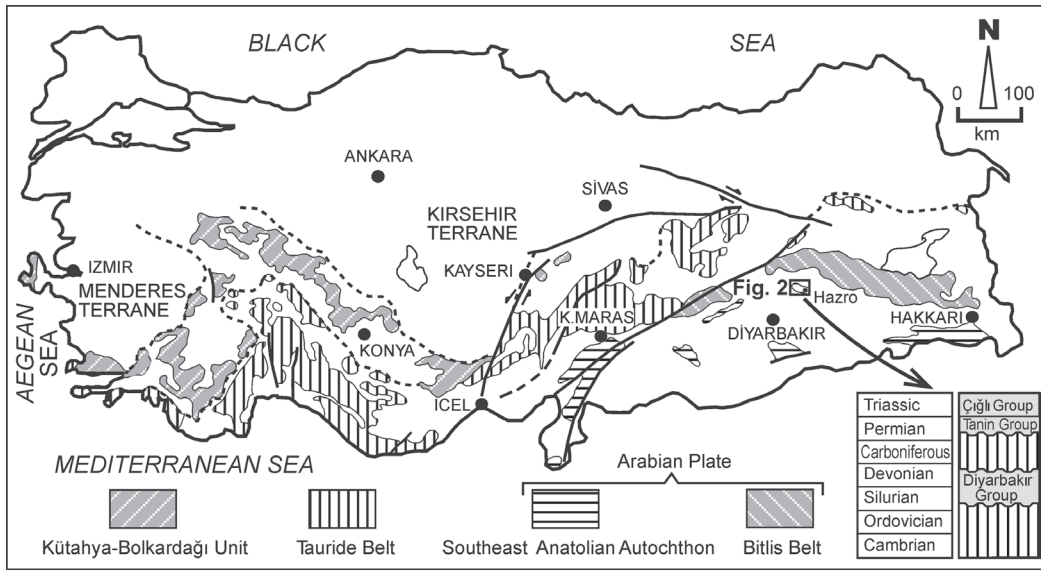 BLACK SEA
N
0 100
km
ANKARA
SİVAS
KIRSEHIR
TERRANE
KAYSERI
IZMIR
MENDERES
TERRANE
AEGEAN
SEA
Fig. 2
Hazro
K.MARAS
DİYARBAKIR
HAKKARI
KONYA
ICEL
MEDITERRANEAN SEA
Arabian Plate
Triassic Çığlı Group
Permian Tanin Group
Carboniferous
Devonian
Silurian
Diyarbakır
Group
Ordovician
Cambrian
Kütahya-Bolkardağı Unit
Tauride Belt
Southeast Anatolian Autochthon
Bitlis Belt